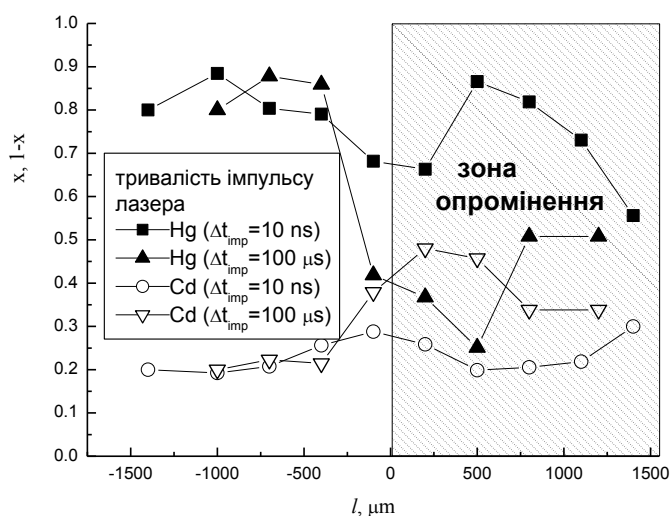 1.0
0.9
0.8
0.7
0.6
0.5
0.4
0.3
0.2
0.1
0.0
x, 1-x
зона
опромінення
тривалість імпульсу
лазера
Hg (Δt_imp=10 ns)
Hg (Δt_imp=100 μs)
Cd (Δt_imp=10 ns)
Cd (Δt_imp=100 μs)
-1500 -1000 -500 0 500 1000 1500
l, μm